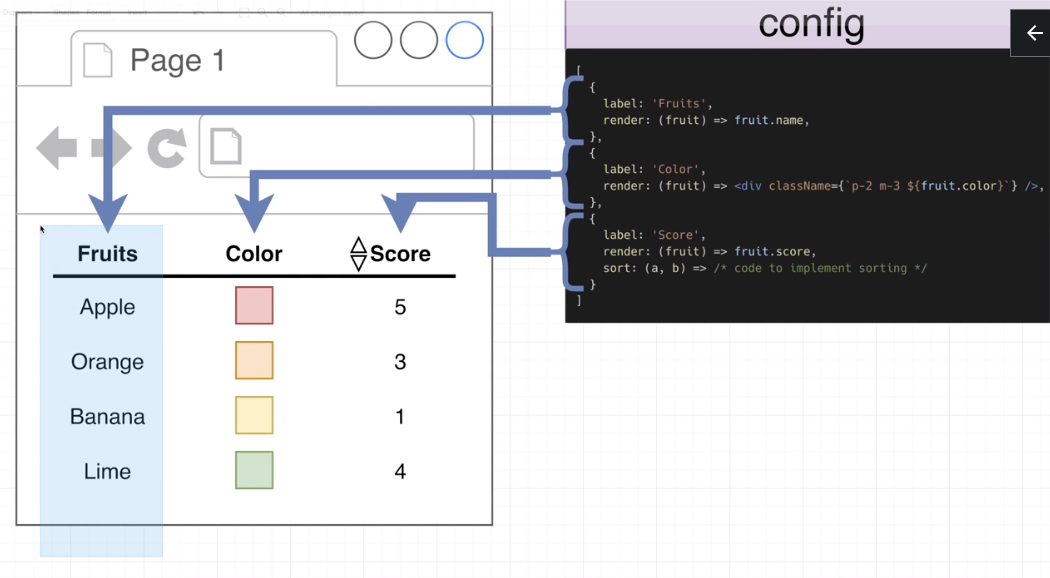 Page 1
Fruits Color Score
Apple 5
Orange 3
Banana 1
Lime 4
config
[
{
label: 'Fruits',
render: (fruit) => fruit.name,
},
{
label: 'Color',
render: (fruit) => <div className={`p-2 m-3 ${fruit.color}`} />,
},
{
label: 'Score',
render: (fruit) => fruit.score,
sort: (a, b) => /* code to implement sorting */
}
]